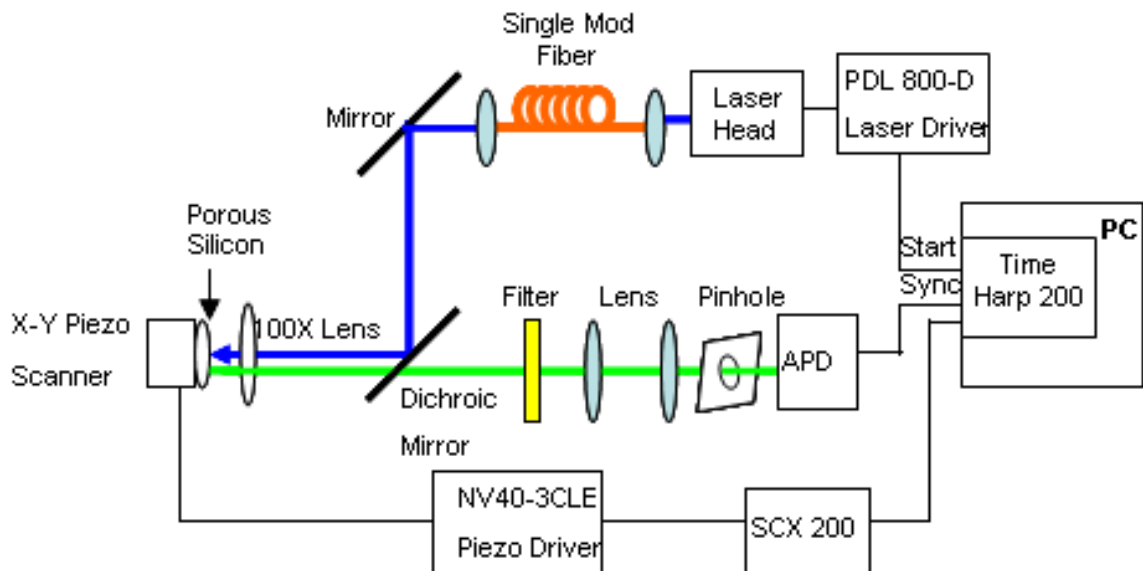 Single Mod
Fiber
Mirror
Laser
Head
PDL 800-D
Laser Driver
Porous
Silicon
PC
Start
Sync
Time
Harp 200
X-Y Piezo
Scanner
100X Lens
Filter
Lens
Pinhole
APD
Dichroic
Mirror
NV40-3CLE
Piezo Driver
SCX 200